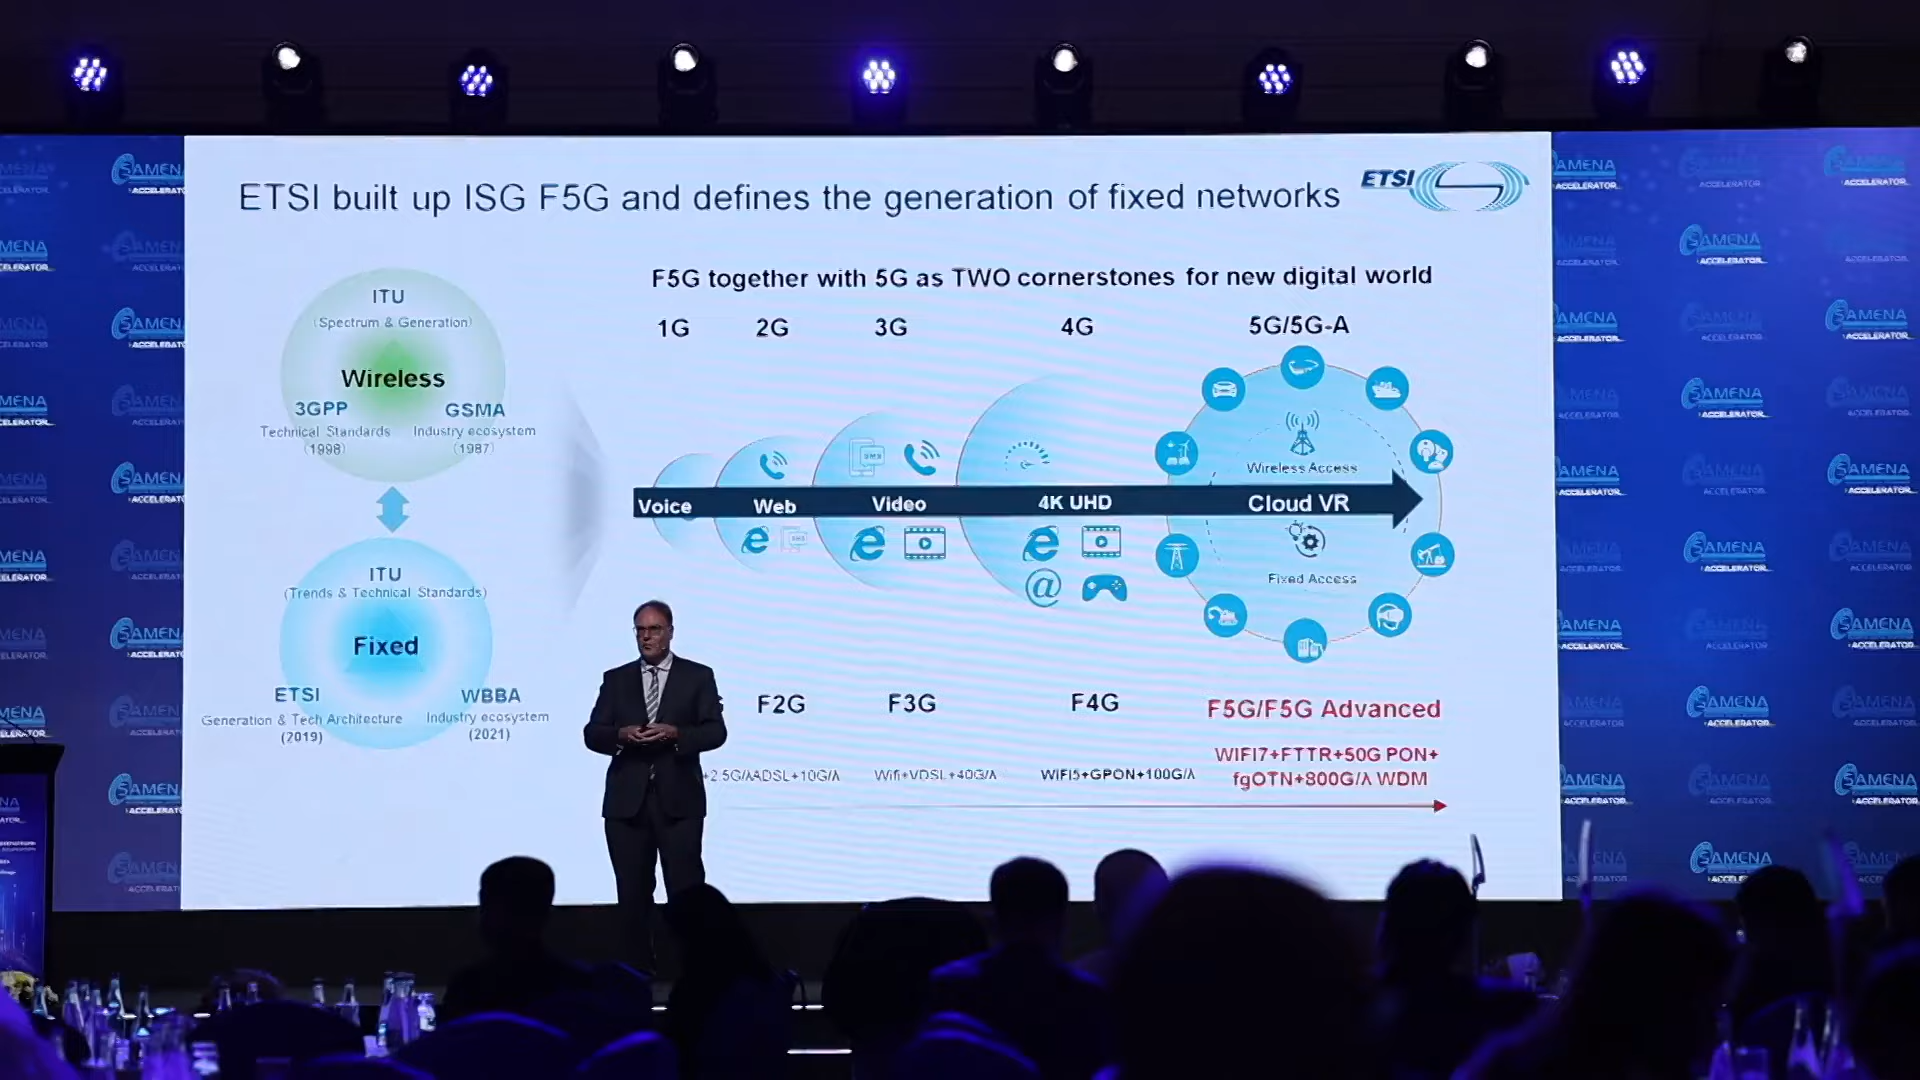 ETSI built up ISG F5G and defines the generation of fixed networks
ETSI
F5G together with 5G as TWO cornerstones for new digital world
1G 2G 3G 4G 5G/5G-A
ITU
(Spectrum & Generation)
Wireless
3GPP
Technical Standards
(1998)
GSMA
Industry ecosystem
(1987)
ITU
(Trends & Technical Standards)
Fixed
ETSI
Generation & Tech Architecture
(2019)
WBBA
Industry ecosystem
(2021)
SMS
Wireless Access
Voice Web Video 4K UHD Cloud VR
SMS
@
Fixed Access
F2G F3G F4G F5G/F5G Advanced
+2.5G/λADSL+10G/λ Wifi+VDSL+40G/λ WIFI5+GPON+100G/λ WIFI7+FTTR+50G PON+
fgOTN+800G/λ WDM
SAMENA
ACCELERATOR